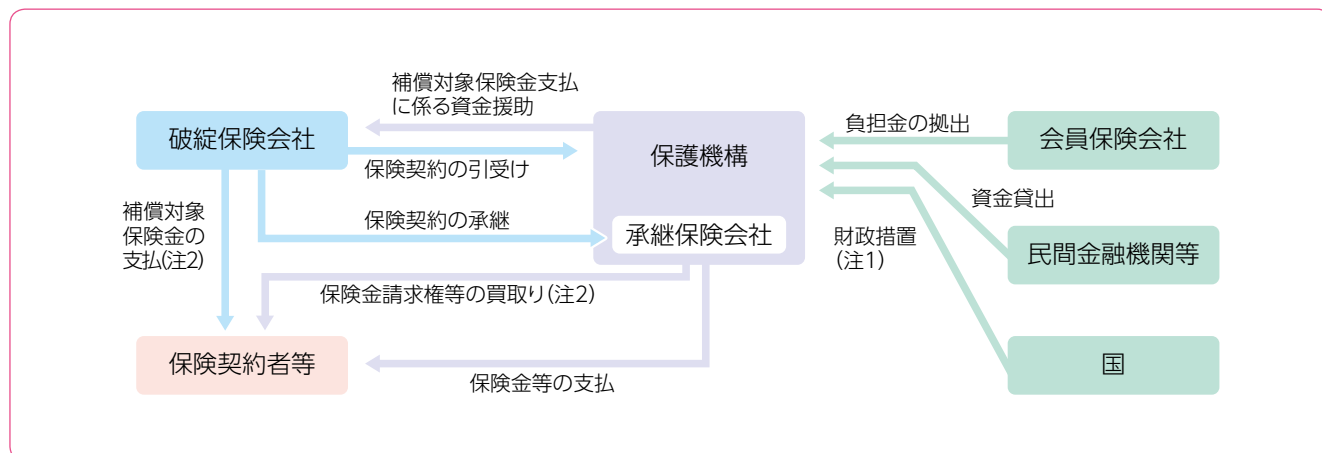 補償対象保険金支払
に係る資金援助
破綻保険会社
保険契約の引受け
保護機構
負担金の拠出
会員保険会社
補償対象
保険金の
支払(注2)
保険契約の承継
承継保険会社
資金貸出
財政措置
(注1)
民間金融機関等
保険金請求権等の買取り(注2)
保険契約者等
保険金等の支払
国